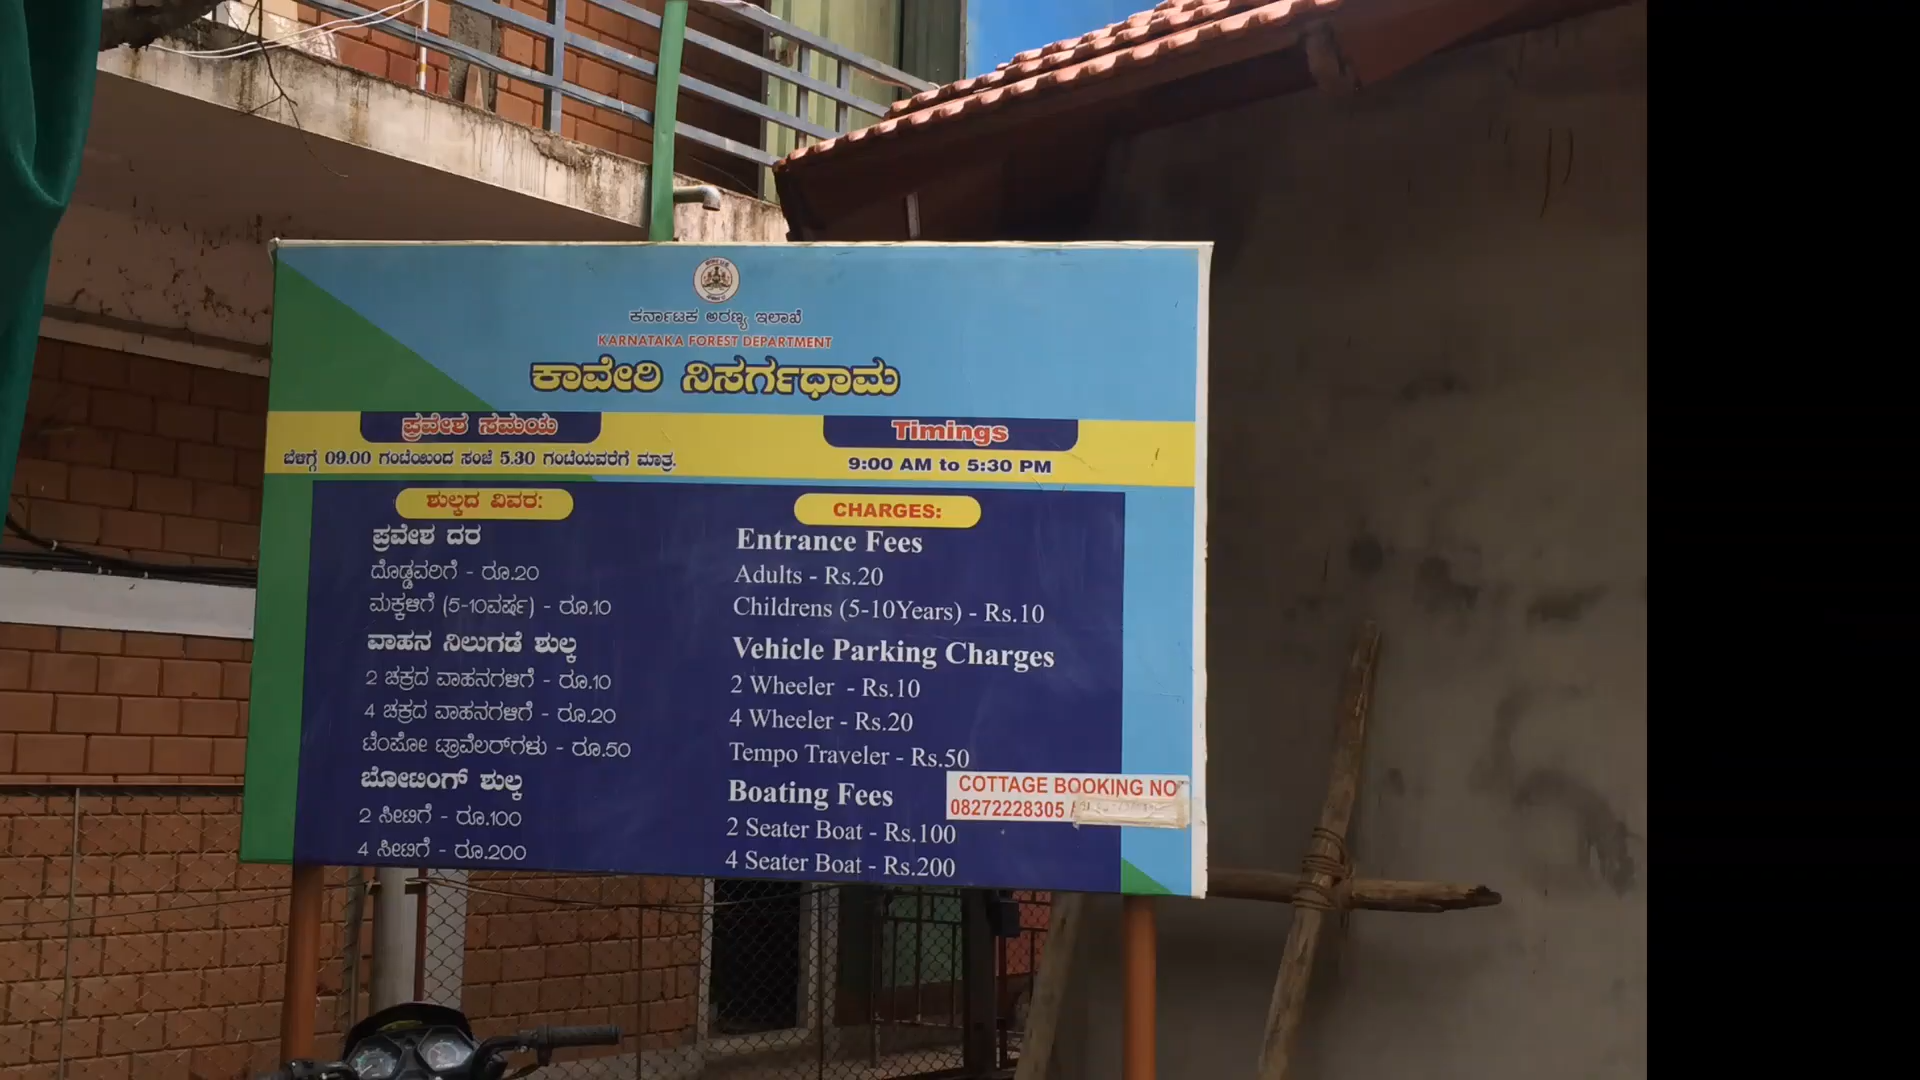 ಕರ್ನಾಟಕ ಅರಣ್ಯ ಇಲಾಖೆ
KARNATAKA FOREST DEPARTMENT
ಕಾವೇರಿ ನಿಸರ್ಗಧಾಮ
ಪ್ರವೇಶ ಸಮಯ
ಬೆಳಿಗ್ಗೆ 09.00 ಗಂಟೆಯಿಂದ ಸಂಜೆ 5.30 ಗಂಟೆಯವರೆಗೆ ಮಾತ್ರ.
Timings
9:00 AM to 5:30 PM
ಶುಲ್ಕದ ವಿವರ:
ಪ್ರವೇಶ ದರ
ದೊಡ್ಡವರಿಗೆ - ರೂ.20
ಮಕ್ಕಳಿಗೆ (5-10ವರ್ಷ) - ರೂ.10
ವಾಹನ ನಿಲುಗಡೆ ಶುಲ್ಕ
2 ಚಕ್ರದ ವಾಹನಗಳಿಗೆ - ರೂ.10
4 ಚಕ್ರದ ವಾಹನಗಳಿಗೆ - ರೂ.20
ಟೆಂಪೋ ಟ್ರಾವೆಲರ್‌ಗಳು - ರೂ.50
ಬೋಟಿಂಗ್ ಶುಲ್ಕ
2 ಸೀಟಿಗೆ - ರೂ.100
4 ಸೀಟಿಗೆ - ರೂ.200
CHARGES:
Entrance Fees
Adults - Rs.20
Childrens (5-10Years) - Rs.10
Vehicle Parking Charges
2 Wheeler - Rs.10
4 Wheeler - Rs.20
Tempo Traveler - Rs.50
Boating Fees
2 Seater Boat - Rs.100
4 Seater Boat - Rs.200
COTTAGE BOOKING NO
08272228305